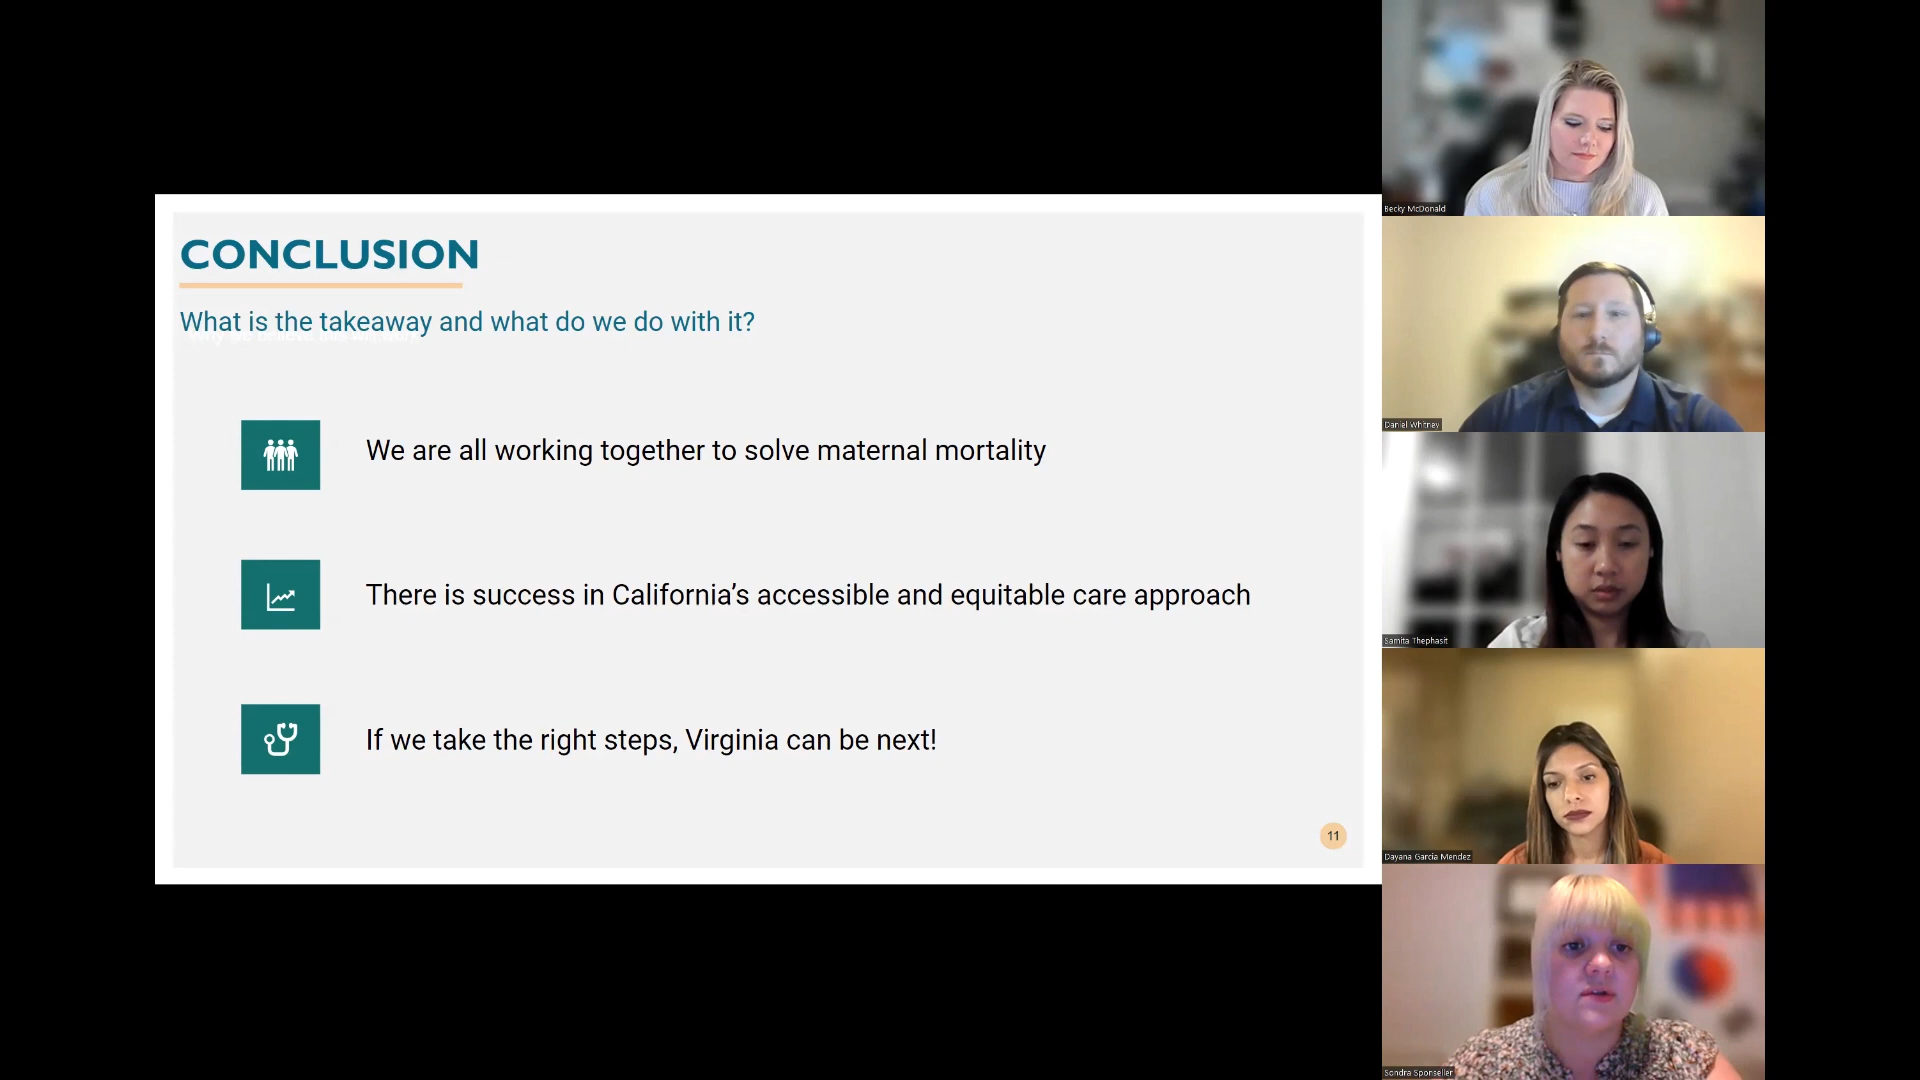 CONCLUSION
What is the takeaway and what do we do with it?
We are all working together to solve maternal mortality
There is success in California’s accessible and equitable care approach
If we take the right steps, Virginia can be next!
11
Becky McDonald
Daniel Whitney
Samita Thephasit
Dayana Garcia Mendez
Sondra Sponseller